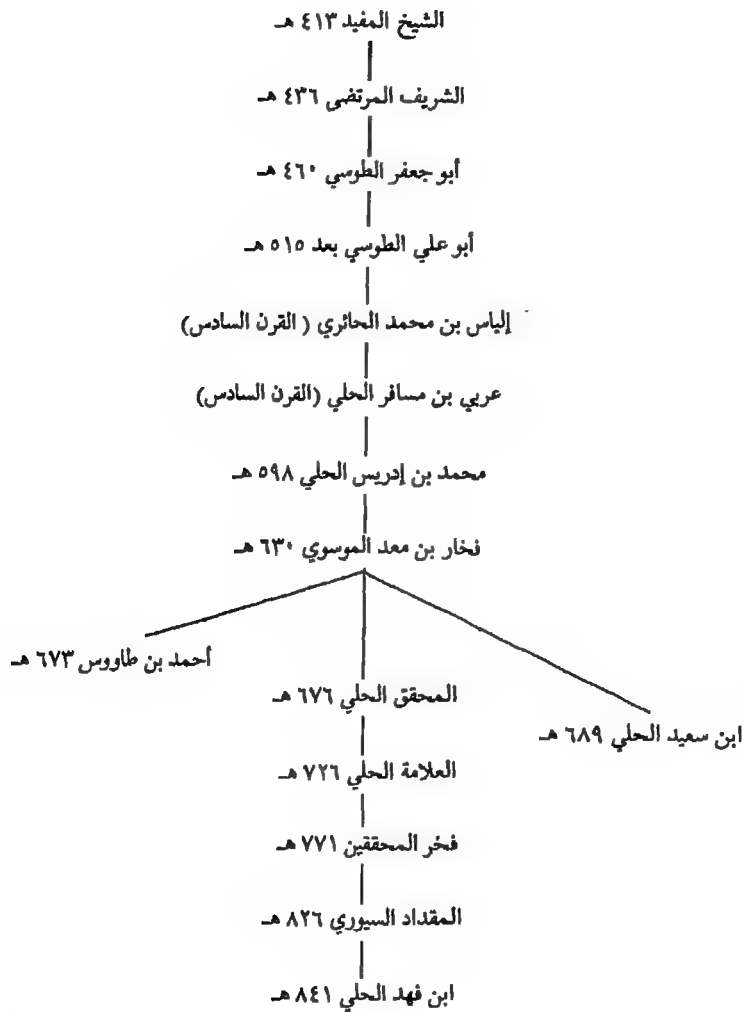 الشيخ المفيد ٤١٣ هـ
الشريف المرتضى ٤٣٦ هـ
أبو جعفر الطوسي ٤٦٠ هـ
أبو علي الطوسي بعد ٥١٥ هـ
إلياس بن محمد الحائري ( القرن السادس)
عربي بن مسافر الحلي (القرن السادس)
محمد بن إدريس الحلي ٥٩٨ هـ
فخار بن معد الموسوي ٦٣٠ هـ
أحمد بن طاووس ٦٧٣ هـ
المحقق الحلي ٦٧٦ هـ
ابن سعيد الحلي ٦٨٩ هـ
العلامة الحلي ٧٢٦ هـ
فخر المحققين ٧٧١ هـ
المقداد السيوري ٨٢٦ هـ
ابن فهد الحلي ٨٤١ هـ